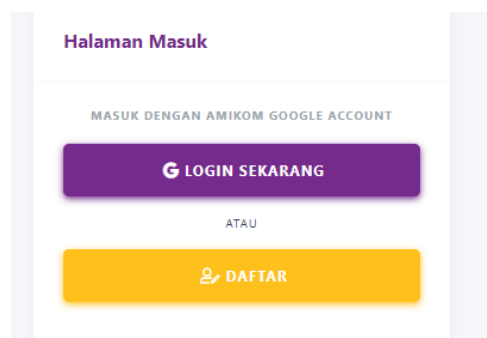 Halaman Masuk
MASUK DENGAN AMIKOM GOOGLE ACCOUNT
LOGIN SEKARANG
ATAU
DAFTAR